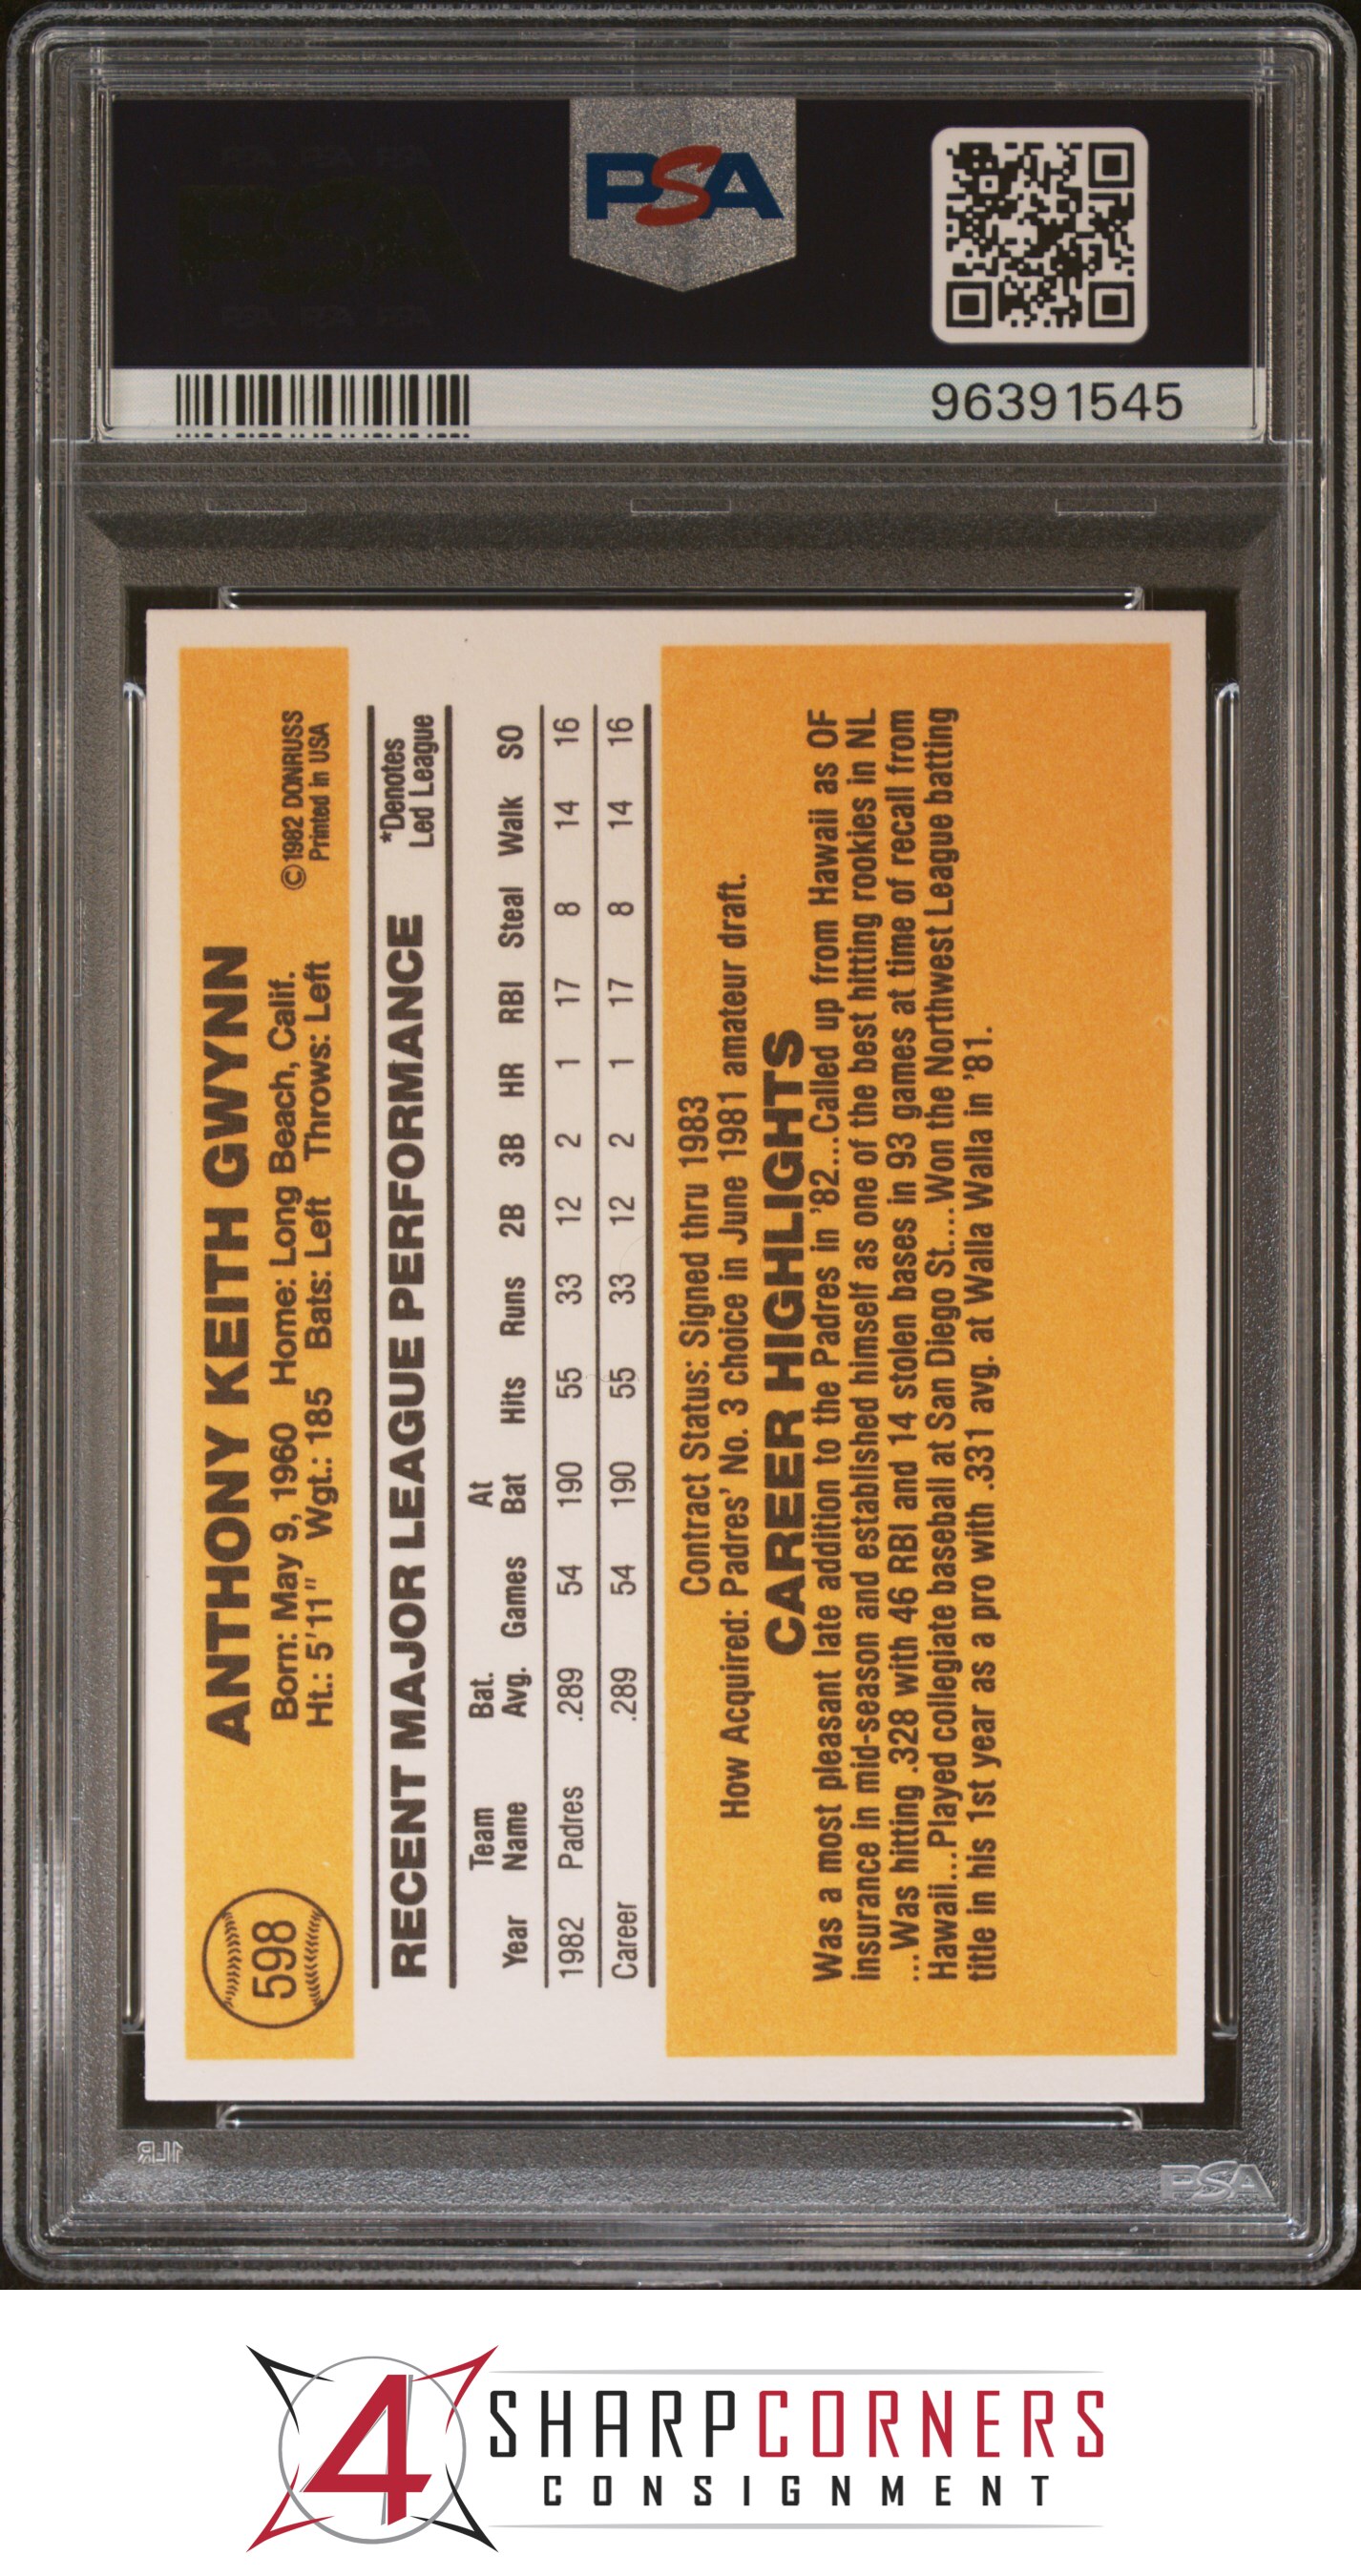 PSA
96391545
598
ANTHONY KEITH GWYNN
Born: May 9, 1960 Home: Long Beach, Calif.
©1982 DONRUSS
Ht.: 5'11" Wgt.: 185 Bats: Left Throws: Left
Printed in USA
RECENT MAJOR LEAGUE PERFORMANCE
*Denotes
Led League
Team Bat. At
Year Name Avg. Games Bat Hits Runs 2B 3B HR RBI Steal Walk SO
1982 Padres .289 54 190 55 33 12 2 1 17 8 14 16
Career .289 54 190 55 33 12 2 1 17 8 14 16
Contract Status: Signed thru 1983
How Acquired: Padres' No. 3 choice in June 1981 amateur draft.
CAREER HIGHLIGHTS
Was a most pleasant late addition to the Padres in '82...Called up from Hawaii as OF
insurance in mid-season and established himself as one of the best hitting rookies in NL
...Was hitting .328 with 46 RBI and 14 stolen bases in 93 games at time of recall from
Hawaii...Played collegiate baseball at San Diego St....Won the Northwest League batting
title in his 1st year as a pro with .331 avg. at Walla Walla in '81.
PSA
4
SHARPCORNERS
CONSIGNMENT